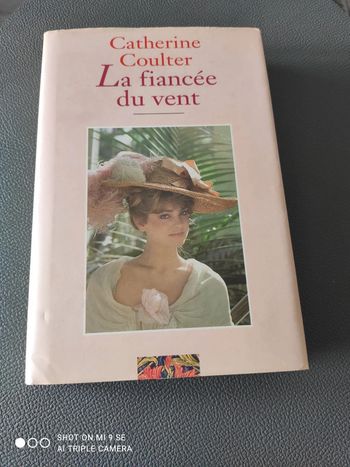 Catherine
Coulter
La fiancée
du vent
SHOT ON MI 9 SE
AI TRIPLE CAMERA